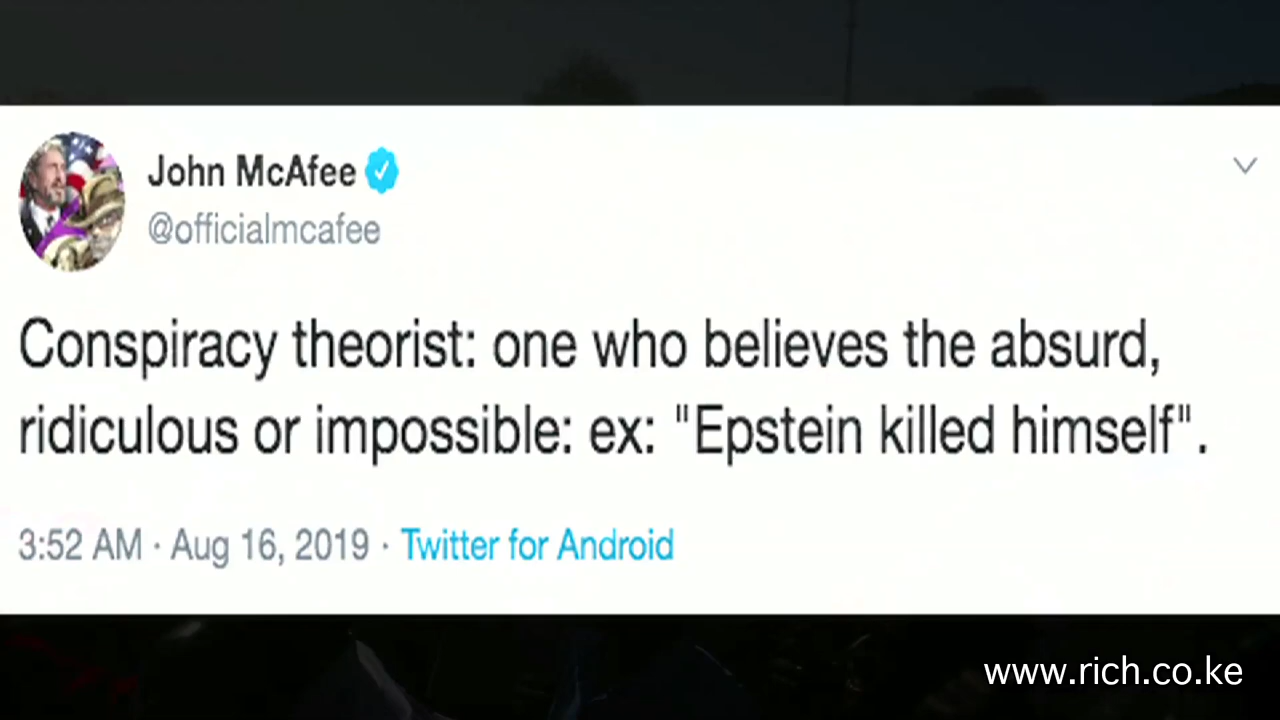 John McAfee
@officialmcafee
Conspiracy theorist: one who believes the absurd,
ridiculous or impossible: ex: "Epstein killed himself".
3:52 AM · Aug 16, 2019 · Twitter for Android
www.rich.co.ke